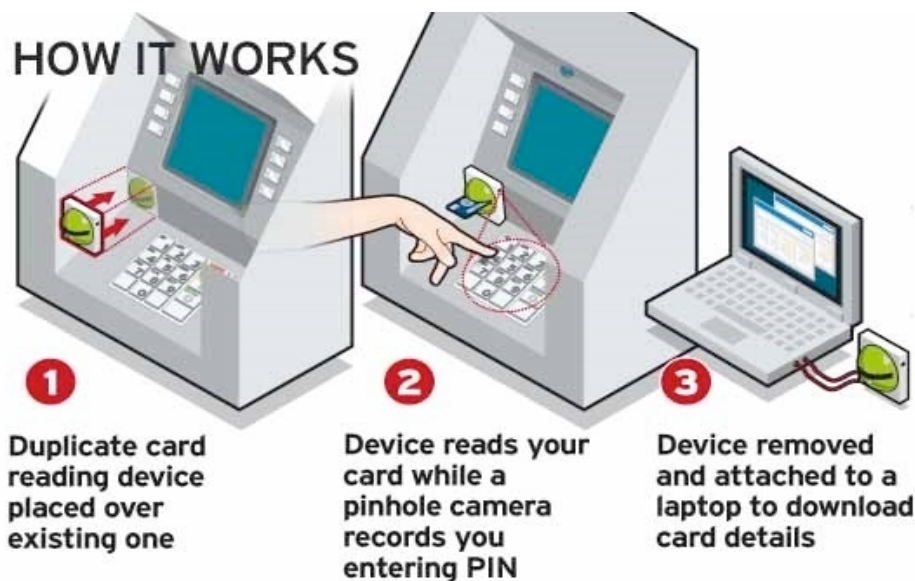 HOW IT WORKS
1
Duplicate card
reading device
placed over
existing one
2
Device reads your
card while a
pinhole camera
records you
entering PIN
3
Device removed
and attached to a
laptop to download
card details